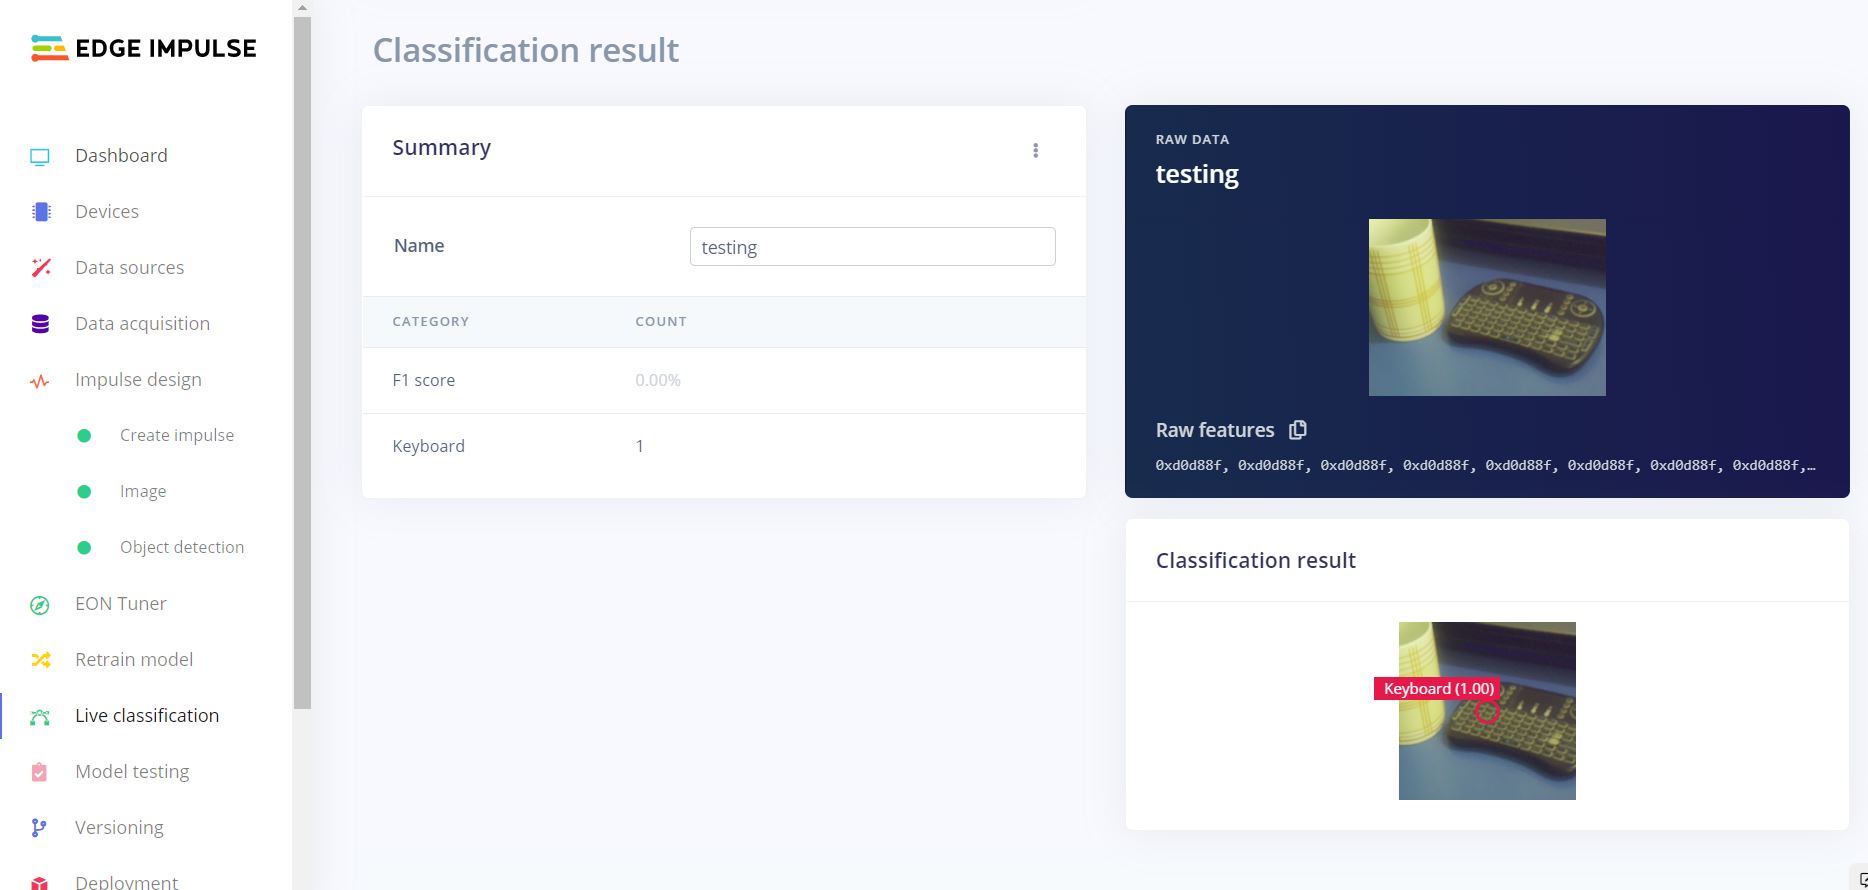 EDGE IMPULSE
Dashboard
Devices
Data sources
Data acquisition
Impulse design
Create impulse
Image
Object detection
EON Tuner
Retrain model
Live classification
Model testing
Versioning
Deployment
Classification result
Summary
Name
testing
CATEGORY COUNT
F1 score 0.00%
Keyboard 1
RAW DATA
testing
Raw features
0xd0d88f, 0xd0d88f, 0xd0d88f, 0xd0d88f, 0xd0d88f, 0xd0d88f, 0xd0d88f, 0xd0d88f,…
Classification result
Keyboard (1.00)